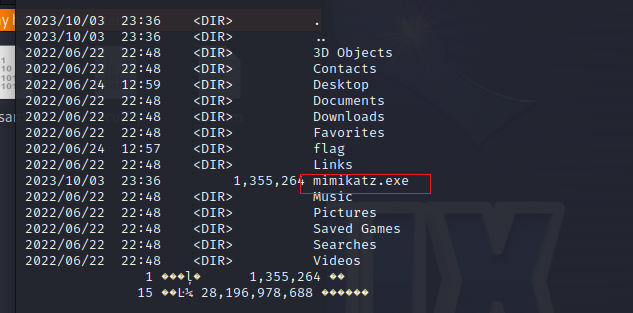 2023/10/03  23:36    <DIR>          .
2023/10/03  23:36    <DIR>          ..
2022/06/22  22:48    <DIR>          3D Objects
2022/06/22  22:48    <DIR>          Contacts
2022/06/24  12:59    <DIR>          Desktop
2022/06/22  22:48    <DIR>          Documents
2022/06/22  22:48    <DIR>          Downloads
2022/06/22  22:48    <DIR>          Favorites
2022/06/24  12:57    <DIR>          flag
2022/06/22  22:48    <DIR>          Links
2023/10/03  23:36         1,355,264 mimikatz.exe
2022/06/22  22:48    <DIR>          Music
2022/06/22  22:48    <DIR>          Pictures
2022/06/22  22:48    <DIR>          Saved Games
2022/06/22  22:48    <DIR>          Searches
2022/06/22  22:48    <DIR>          Videos
1 1,355,264
15 28,196,978,688